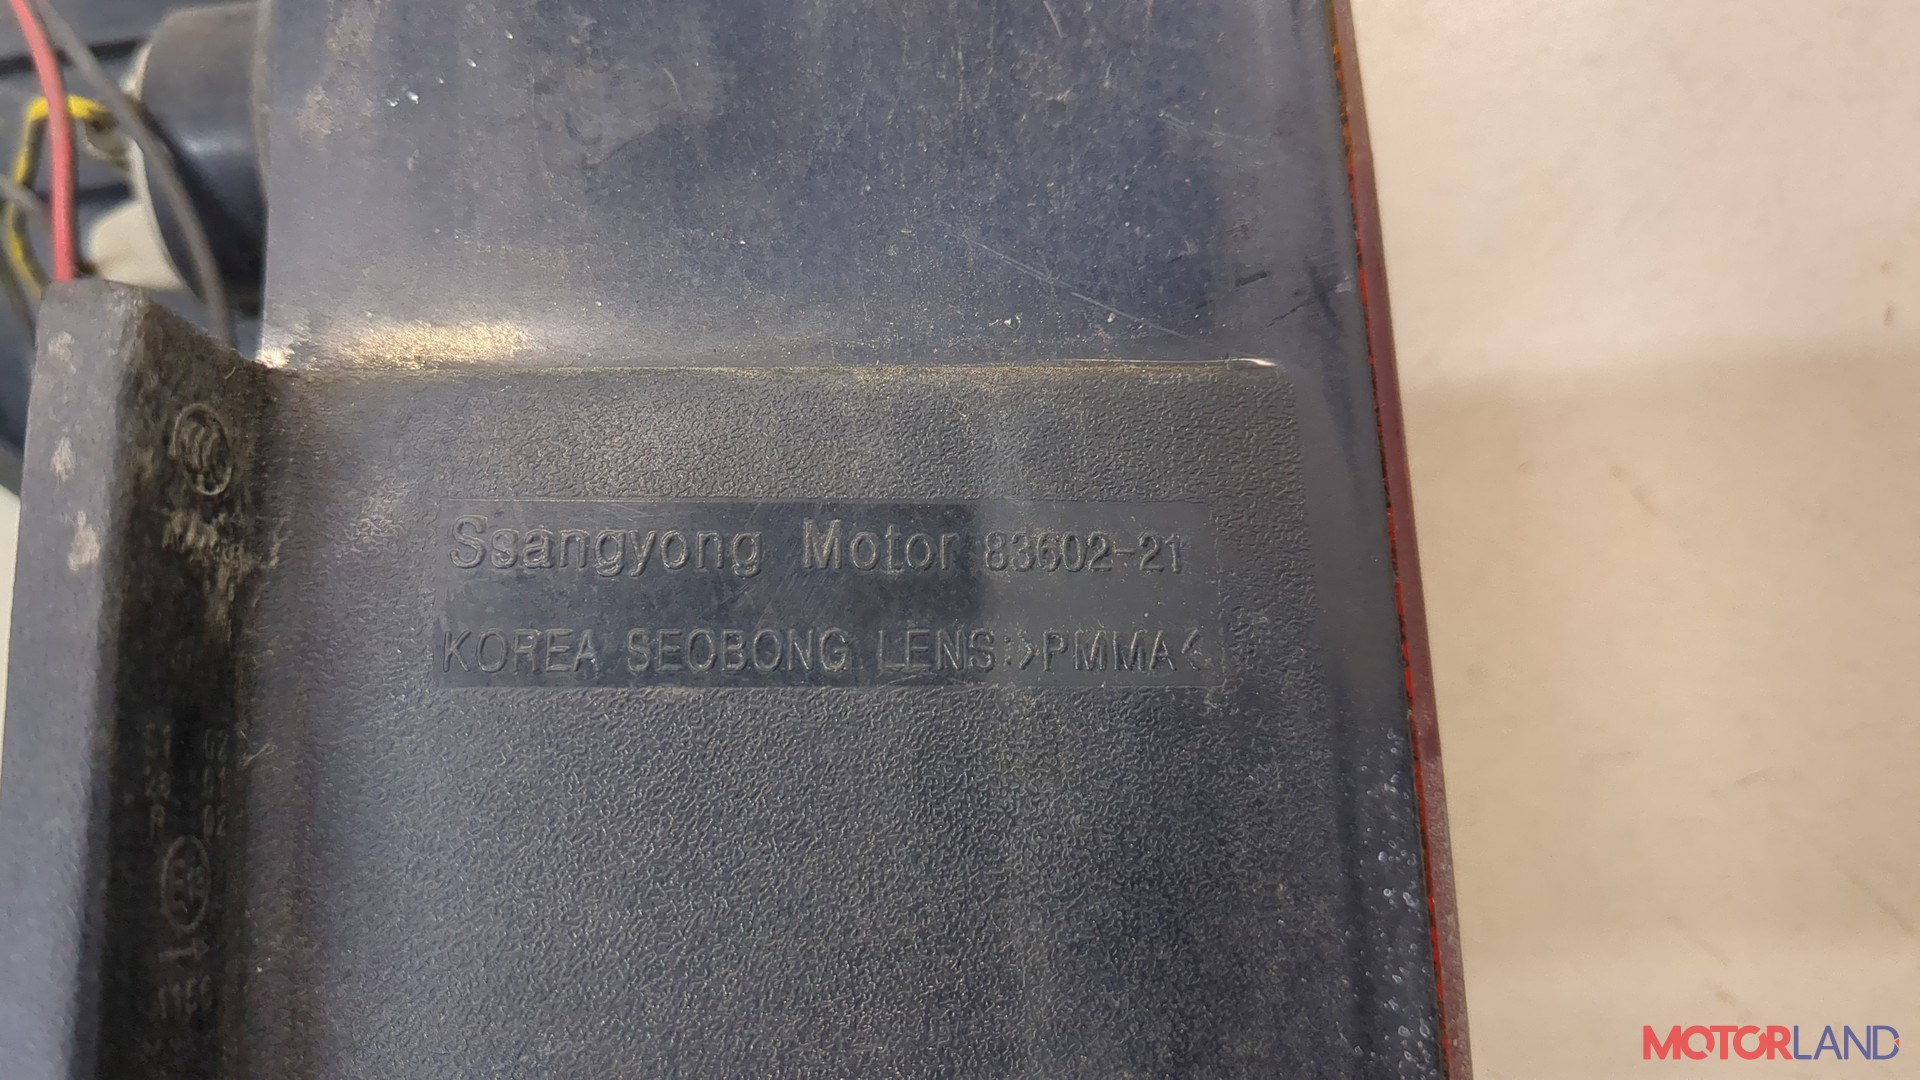 Ssangyong Motor 83602-21
KOREA SEOBONG LENS:>PMMA<
MOTORLAND